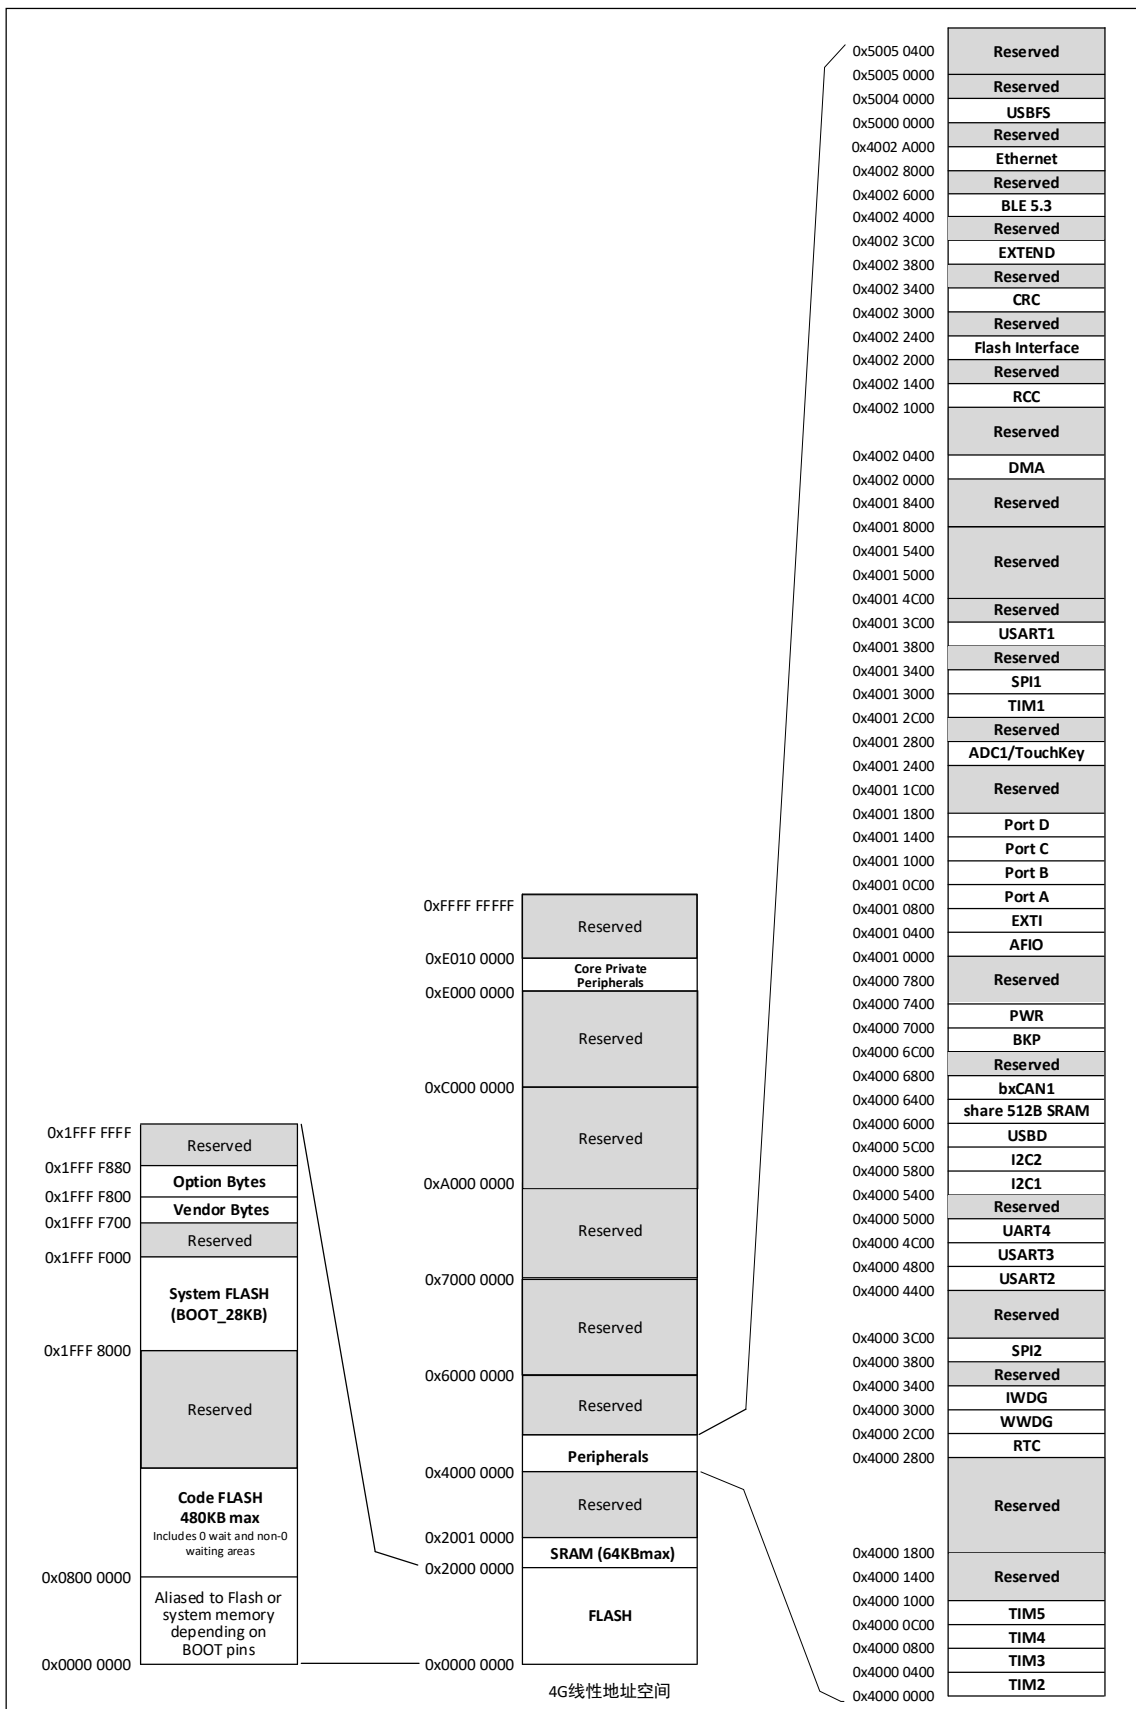 0x1FFF FFFF
Reserved
0x1FFF F880
Option Bytes
0x1FFF F800
Vendor Bytes
0x1FFF F700
Reserved
0x1FFF F000
System FLASH
(BOOT_28KB)
0x1FFF 8000
Reserved
Code FLASH
480KB max
Includes 0 wait and non-0
waiting areas
0x0800 0000
Aliased to Flash or
system memory
depending on
BOOT pins
0x0000 0000
0xFFFF FFFFF
Reserved
0xE010 0000
Core Private
Peripherals
0xE000 0000
Reserved
0xC000 0000
Reserved
0xA000 0000
Reserved
0x7000 0000
Reserved
0x6000 0000
Reserved
Peripherals
0x4000 0000
Reserved
0x2001 0000
SRAM (64KBmax)
0x2000 0000
FLASH
0x0000 0000
4G线性地址空间
0x5005 0400
Reserved
0x5005 0000
Reserved
0x5004 0000
USBFS
0x5000 0000
Reserved
0x4002 A000
Ethernet
0x4002 8000
Reserved
0x4002 6000
BLE 5.3
0x4002 4000
Reserved
0x4002 3C00
EXTEND
0x4002 3800
Reserved
0x4002 3400
CRC
0x4002 3000
Reserved
0x4002 2400
Flash Interface
0x4002 2000
Reserved
0x4002 1400
RCC
0x4002 1000
Reserved
0x4002 0400
DMA
0x4002 0000
0x4001 8400
Reserved
0x4001 8000
0x4001 5400
Reserved
0x4001 5000
0x4001 4C00
Reserved
0x4001 3C00
USART1
0x4001 3800
Reserved
0x4001 3400
SPI1
0x4001 3000
TIM1
0x4001 2C00
Reserved
0x4001 2800
ADC1/TouchKey
0x4001 2400
0x4001 1C00
Reserved
0x4001 1800
Port D
0x4001 1400
Port C
0x4001 1000
Port B
0x4001 0C00
Port A
0x4001 0800
EXTI
0x4001 0400
AFIO
0x4001 0000
0x4000 7800
Reserved
0x4000 7400
PWR
0x4000 7000
BKP
0x4000 6C00
Reserved
0x4000 6800
bxCAN1
0x4000 6400
share 512B SRAM
0x4000 6000
USBD
0x4000 5C00
I2C2
0x4000 5800
I2C1
0x4000 5400
Reserved
0x4000 5000
UART4
0x4000 4C00
USART3
0x4000 4800
USART2
0x4000 4400
Reserved
0x4000 3C00
SPI2
0x4000 3800
Reserved
0x4000 3400
IWDG
0x4000 3000
WWDG
0x4000 2C00
RTC
0x4000 2800
Reserved
0x4000 1800
0x4000 1400
Reserved
0x4000 1000
TIM5
0x4000 0C00
TIM4
0x4000 0800
TIM3
0x4000 0400
TIM2
0x4000 0000